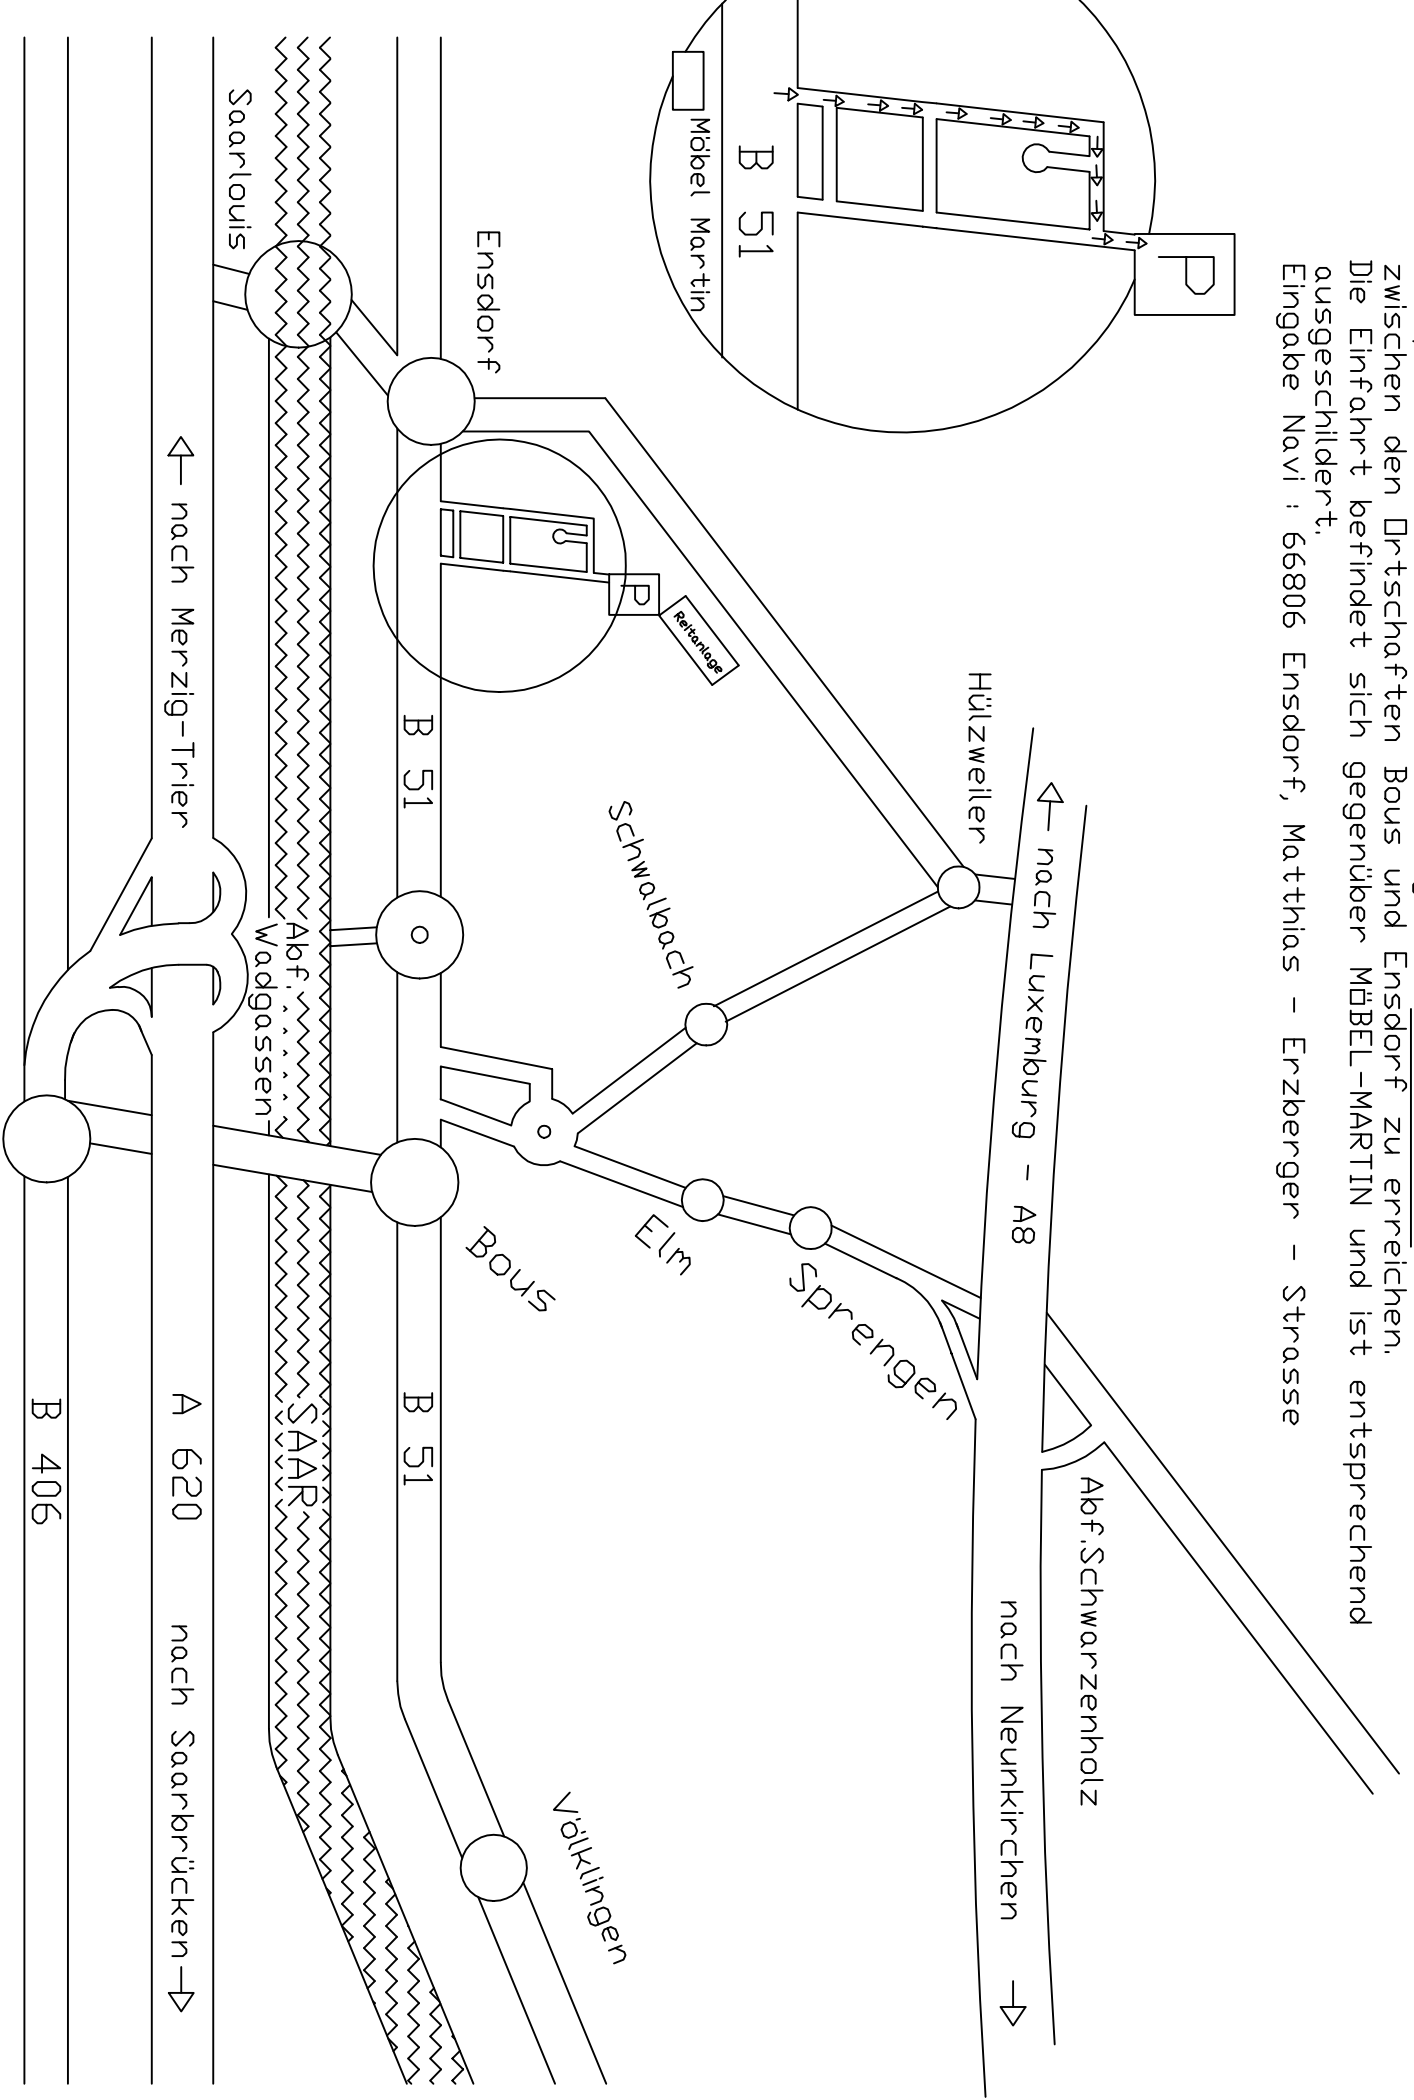 zwischen den Ortschaften Bous und Ensdorf zu erreichen.
Die Einfahrt befindet sich gegenüber MÖBEL-MARTIN und ist entsprechend
ausgeschildert.
Eingabe Navi : 66806 Ensdorf, Matthias - Erzberger - Strasse
P
B 51
Möbel Martin
Abf.Schwarzenholz
nach Luxemburg - A8
nach Neunkirchen
Hülzweiler
Sprengen
Schwalbach
Elm
Reitanlage
P
Ensdorf
Bous
Völklingen
B 51
B 51
SAAR
Abf.
Wadgassen
Saarlouis
nach Merzig-Trier
A 620
nach Saarbrücken
B 406